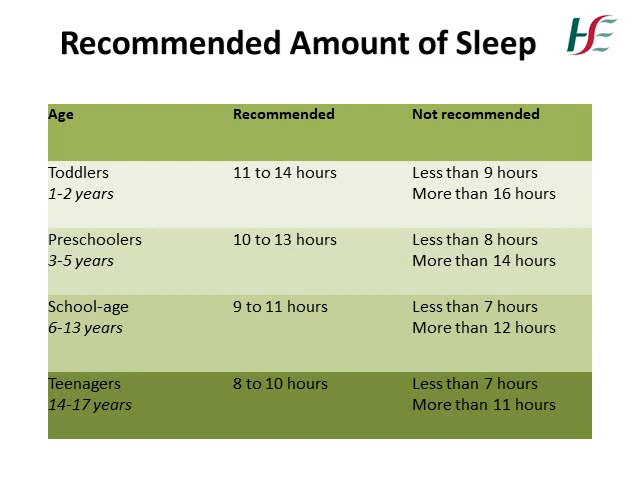 Recommended Amount of Sleep
HSE
Age Recommended Not recommended
Toddlers 11 to 14 hours Less than 9 hours
1-2 years More than 16 hours
Preschoolers 10 to 13 hours Less than 8 hours
3-5 years More than 14 hours
School-age 9 to 11 hours Less than 7 hours
6-13 years More than 12 hours
Teenagers 8 to 10 hours Less than 7 hours
14-17 years More than 11 hours